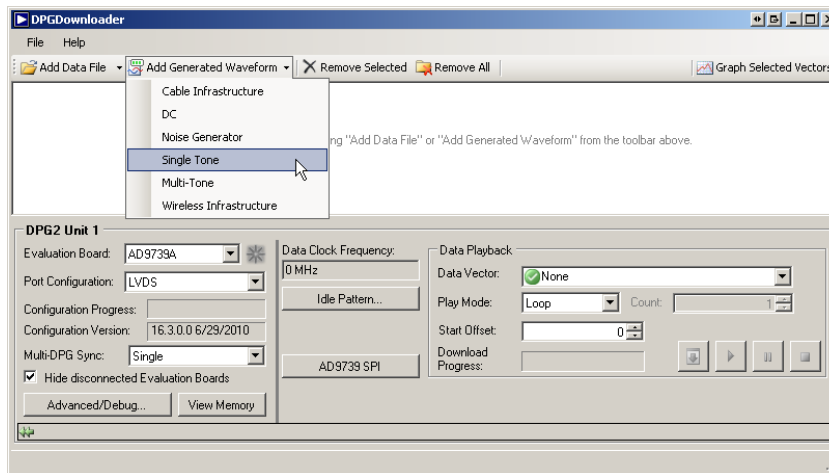 DPGDownloader
File Help
Add Data File Add Generated Waveform Remove Selected Remove All Graph Selected Vectors
Cable Infrastructure
DC
Noise Generator
Single Tone
Multi-Tone
Wireless Infrastructure
"Add Data File" or "Add Generated Waveform" from the toolbar above.
DPG2 Unit 1
Evaluation Board: AD9739A
Port Configuration: LVDS
Configuration Progress:
Configuration Version: 16.3.0.0 6/29/2010
Multi-DPG Sync: Single
Hide disconnected Evaluation Boards
Advanced/Debug... View Memory
Data Clock Frequency:
0 MHz
Idle Pattern...
AD9739 SPI
Data Playback
Data Vector: None
Play Mode: Loop Count: 1
Start Offset: 0
Download
Progress: